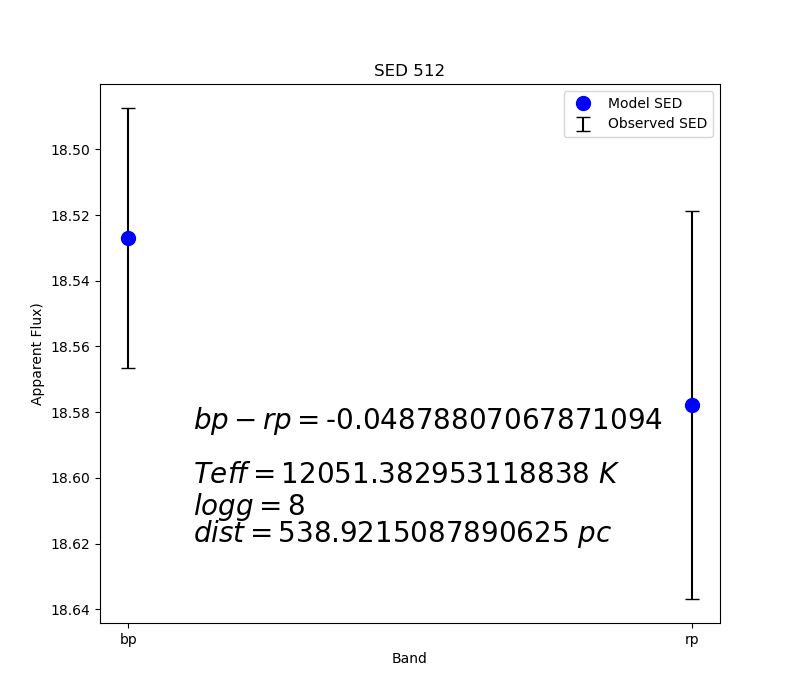 SED 512
Model SED
Observed SED
18.50
18.52
18.54
18.56
18.58
18.60
18.62
18.64
Apparent Flux)
bp − rp = -0.04878807067871094
Teff = 12051.382953118838 K
logg = 8
dist = 538.9215087890625 pc
bp
rp
Band